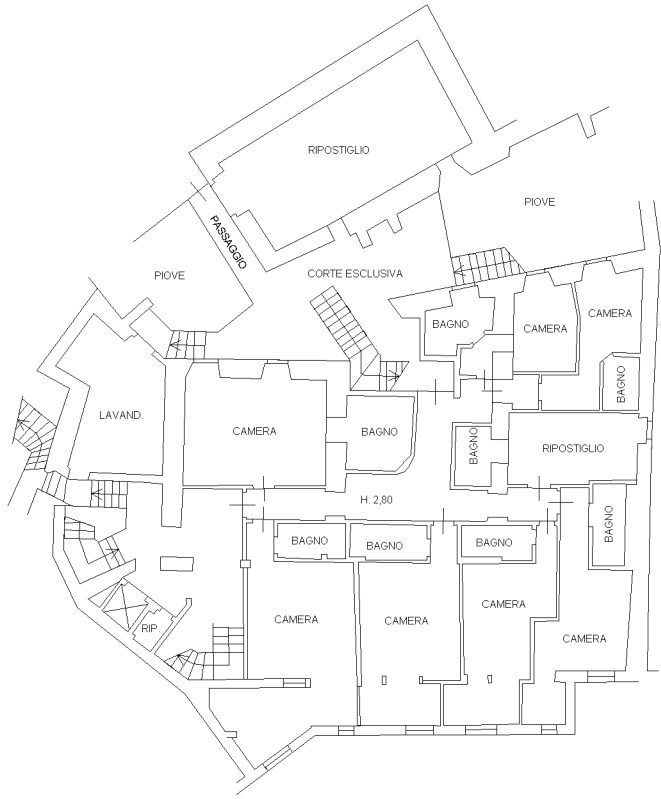 RIPOSTIGLIO
PIOVE
PASSAGGIO
PIOVE
CORTE ESCLUSIVA
CAMERA
BAGNO
CAMERA
BAGNO
LAVAND.
CAMERA
BAGNO
BAGNO
RIPOSTIGLIO
H. 2,80
BAGNO
BAGNO
BAGNO
BAGNO
CAMERA
CAMERA
CAMERA
RIP.
CAMERA